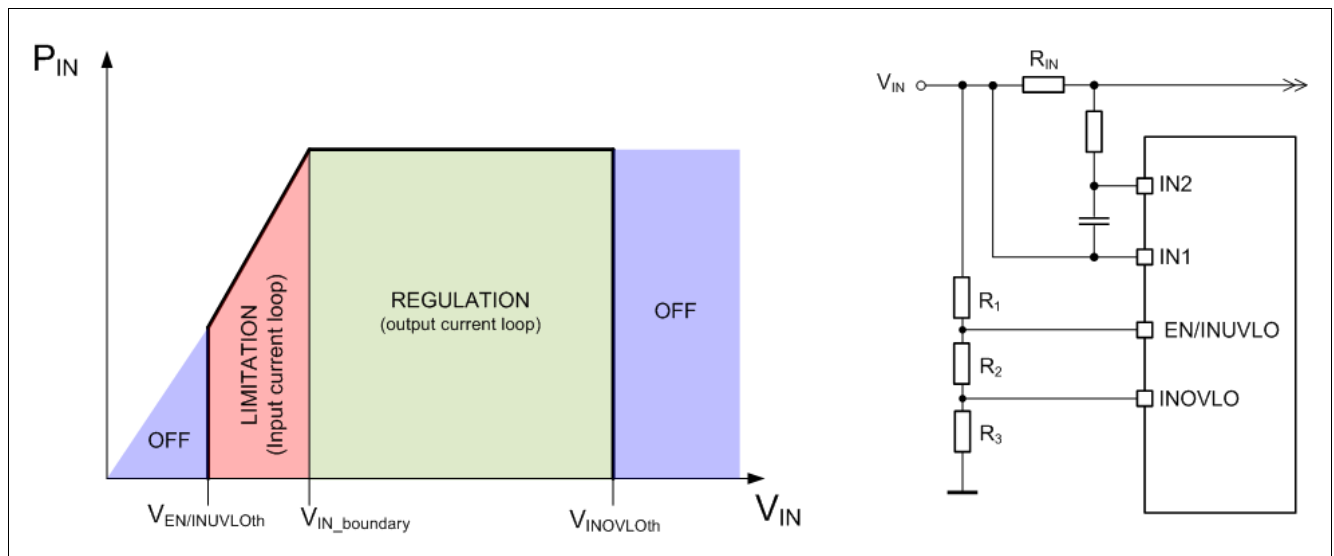 P_IN
OFF
LIMITATION
(Input current loop)
REGULATION
(output current loop)
OFF
V_EN/INUVLOth
V_IN_boundary
V_INOVLOth
V_IN
V_IN
R_IN
IN2
IN1
R_1
EN/INUVLO
R_2
INOVLO
R_3